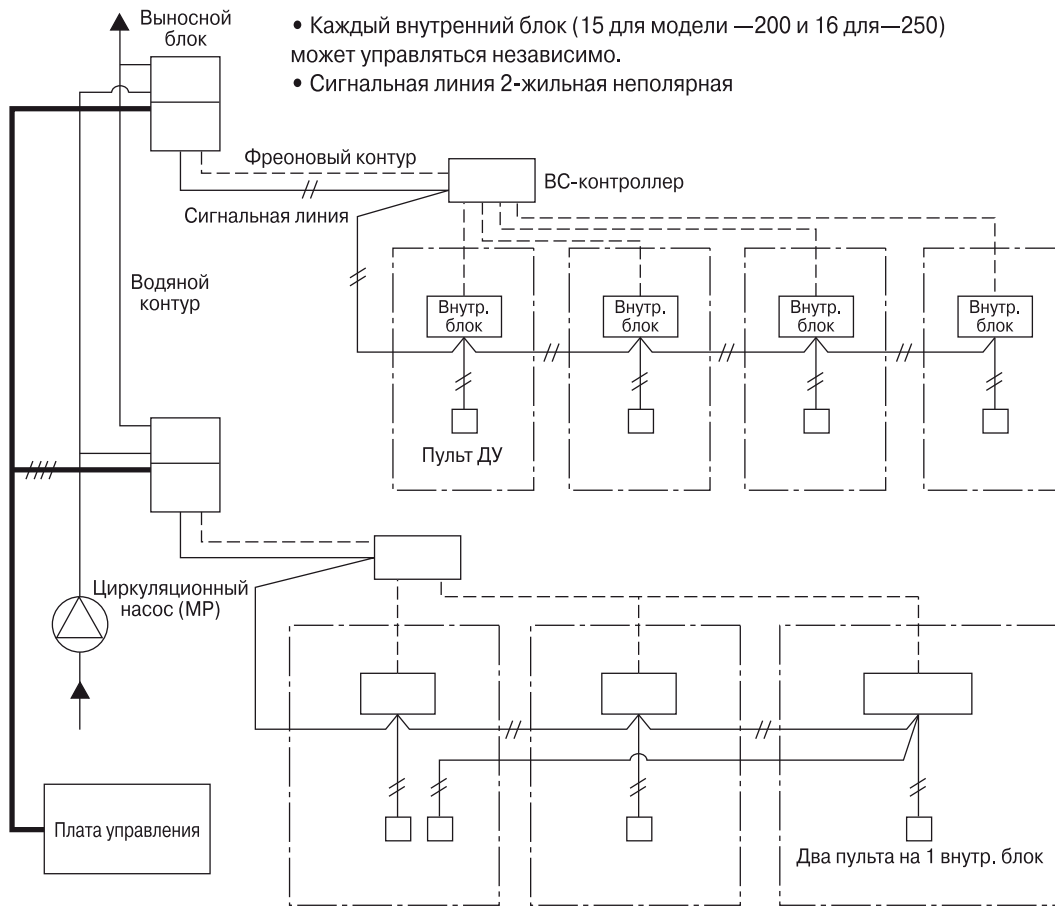 Выносной
блок
• Каждый внутренний блок (15 для модели —200 и 16 для—250)
может управляться независимо.
• Сигнальная линия 2-жильная неполярная
Фреоновый контур
ВС-контроллер
Сигнальная линия
Водяной
контур
Внутр.
блок
Внутр.
блок
Внутр.
блок
Внутр.
блок
Пульт ДУ
Циркуляционный
насос (МР)
Плата управления
Два пульта на 1 внутр. блок